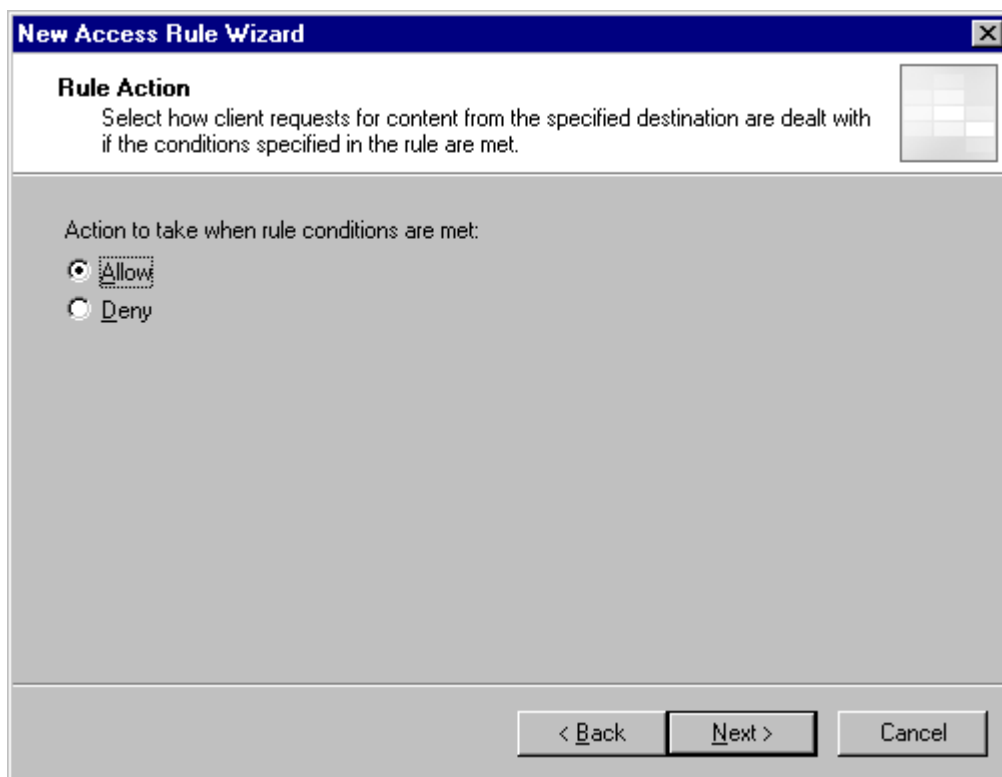 New Access Rule Wizard
Rule Action
Select how client requests for content from the specified destination are dealt with
if the conditions specified in the rule are met.
Action to take when rule conditions are met:
Allow
Deny
< Back
Next >
Cancel